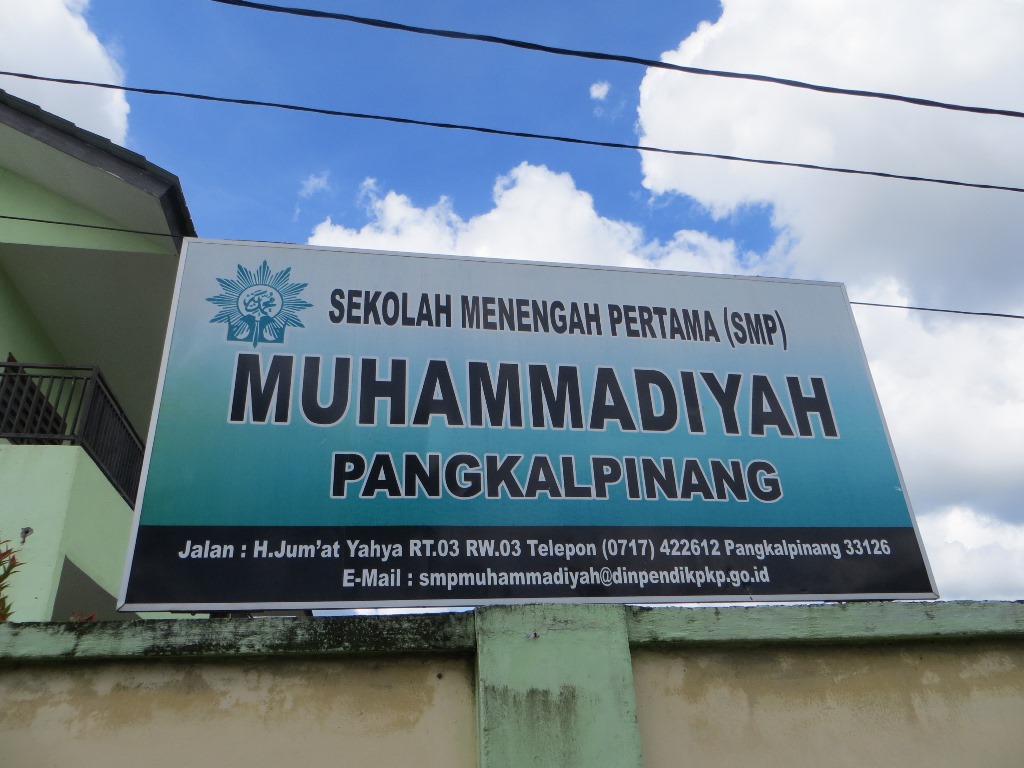 SEKOLAH MENENGAH PERTAMA (SMP)
MUHAMMADIYAH
PANGKALPINANG
Jalan : H.Jum'at Yahya RT.03 RW.03 Telepon (0717) 422612 Pangkalpinang 33126
E-Mail : smpmuhammadiyah@dinpendikpkp.go.id